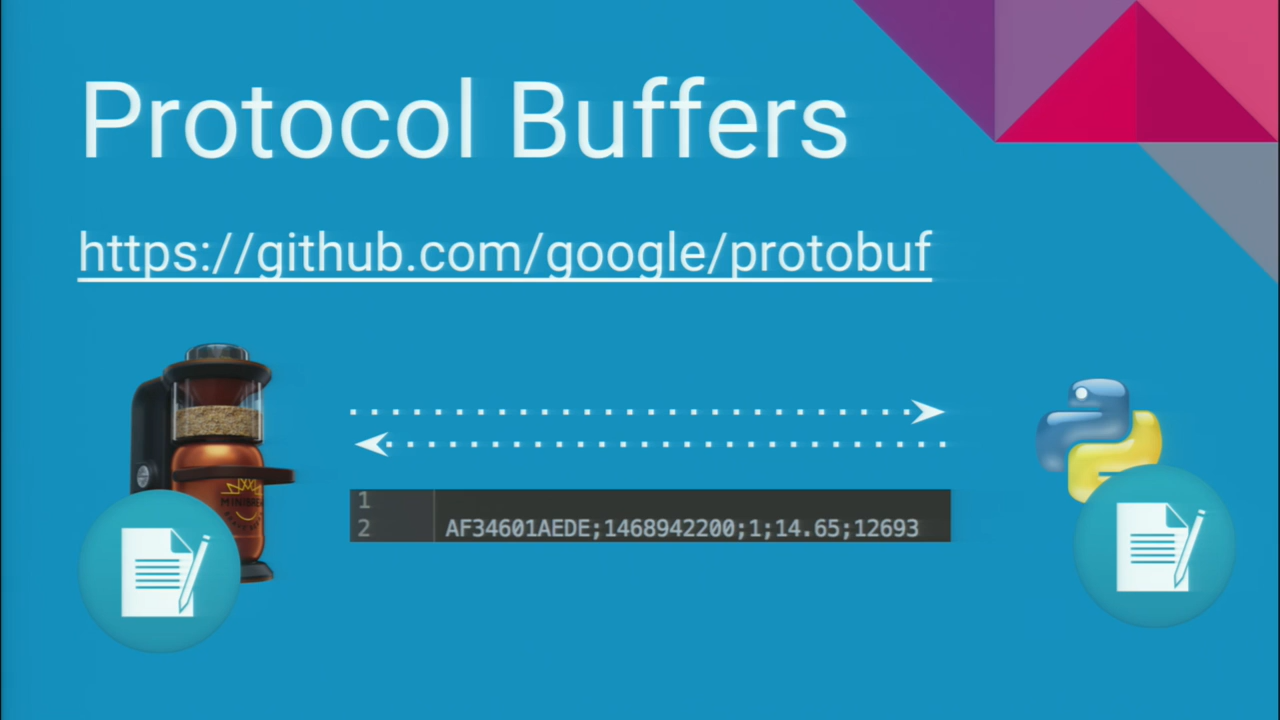 Protocol Buffers
https://github.com/google/protobuf
1
2 AF34601AEDE;1468942200;1;14.65;12693